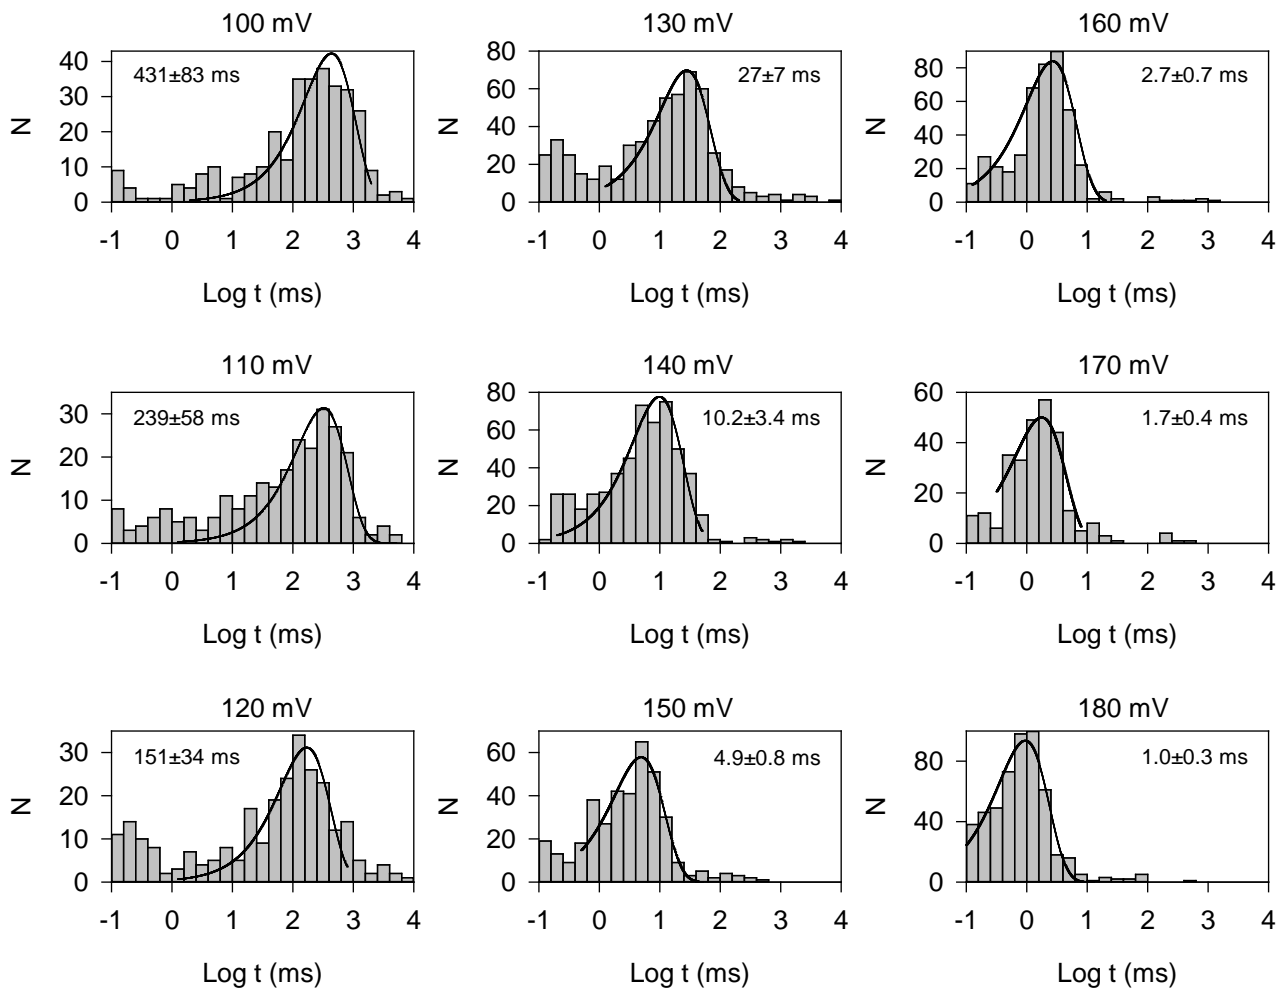 100 mV
130 mV
160 mV
431±83 ms
27±7 ms
2.7±0.7 ms
N
40
30
20
10
0
N
80
60
40
20
0
N
80
60
40
20
0
-1 0 1 2 3 4
-1 0 1 2 3 4
-1 0 1 2 3 4
Log t (ms)
Log t (ms)
Log t (ms)
110 mV
140 mV
170 mV
239±58 ms
10.2±3.4 ms
1.7±0.4 ms
N
30
20
10
0
N
80
60
40
20
0
N
60
40
20
0
-1 0 1 2 3 4
-1 0 1 2 3 4
-1 0 1 2 3 4
Log t (ms)
Log t (ms)
Log t (ms)
120 mV
150 mV
180 mV
151±34 ms
4.9±0.8 ms
1.0±0.3 ms
N
30
20
10
0
N
60
40
20
0
N
80
40
0
-1 0 1 2 3 4
-1 0 1 2 3 4
-1 0 1 2 3 4
Log t (ms)
Log t (ms)
Log t (ms)